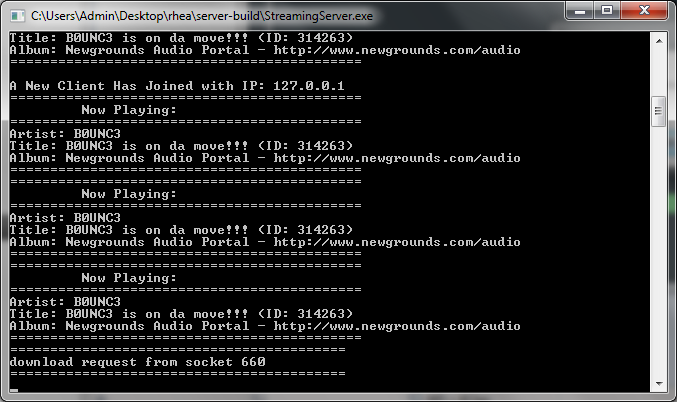 C:\Users\Admin\Desktop\rhea\server-build\StreamingServer.exe
Title: B0UNC3 is on da move!!! (ID: 314263)
Album: Newgrounds Audio Portal - http://www.newgrounds.com/audio
============================================
A New Client Has Joined with IP: 127.0.0.1
============================================
Now Playing:
============================================
Artist: B0UNC3
Title: B0UNC3 is on da move!!! (ID: 314263)
Album: Newgrounds Audio Portal - http://www.newgrounds.com/audio
============================================
============================================
Now Playing:
============================================
Artist: B0UNC3
Title: B0UNC3 is on da move!!! (ID: 314263)
Album: Newgrounds Audio Portal - http://www.newgrounds.com/audio
============================================
============================================
Now Playing:
============================================
Artist: B0UNC3
Title: B0UNC3 is on da move!!! (ID: 314263)
Album: Newgrounds Audio Portal - http://www.newgrounds.com/audio
============================================
==========================================
download request from socket 660
==========================================